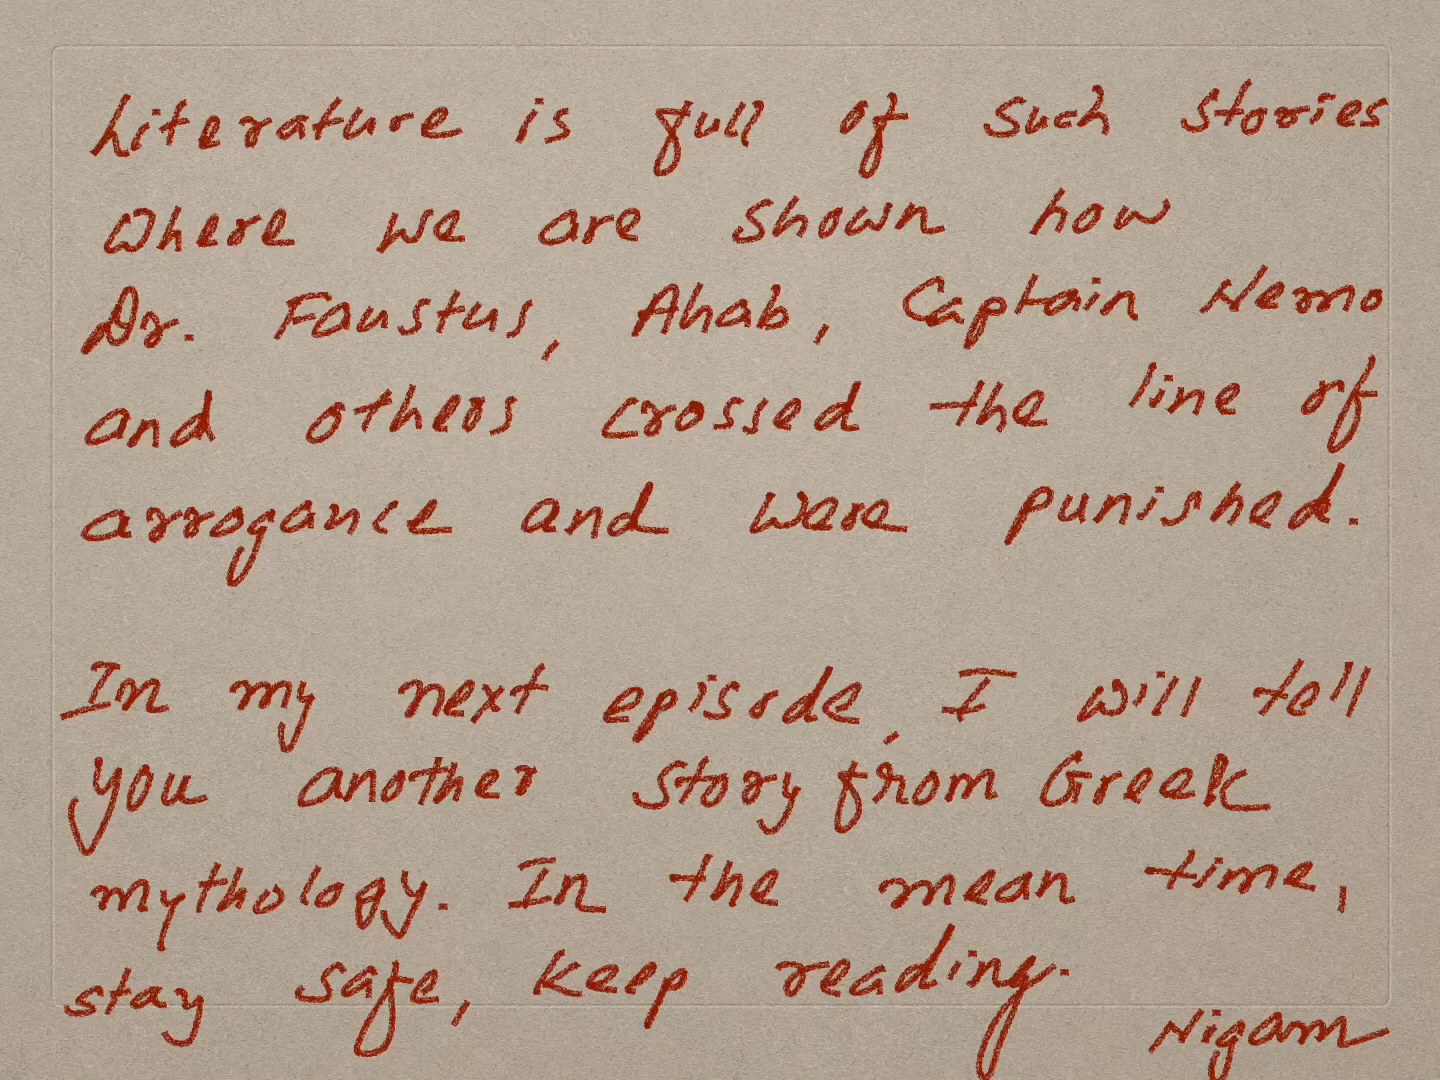 Literature is full of such stories
where we are shown how
Dr. Faustus, Ahab, Captain Nemo
and others crossed the line of
arrogance and were punished.
In my next episode, I will tell
you another story from Greek
mythology. In the mean time,
stay safe, keep reading.
Nigam